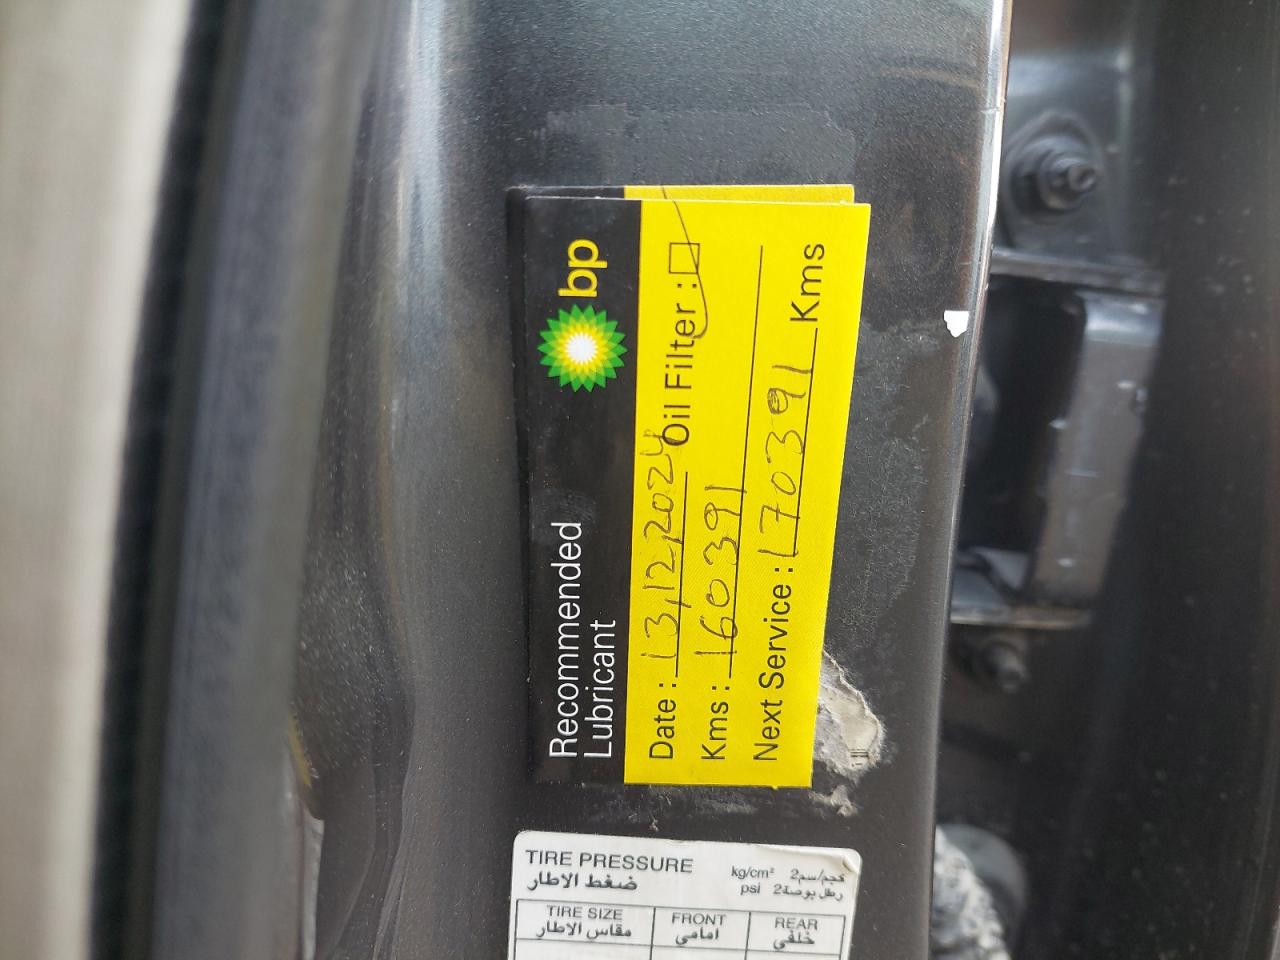 bp
Recommended
Lubricant
Date : 13,12,2024 Oil Filter :
Kms : 160391
Next Service : 170391 Kms
TIRE PRESSURE kg/cm² كجم/سم2
ضغط الاطار psi رطل بوصة2
TIRE SIZE FRONT REAR
مقاس الاطار امامي خلفي